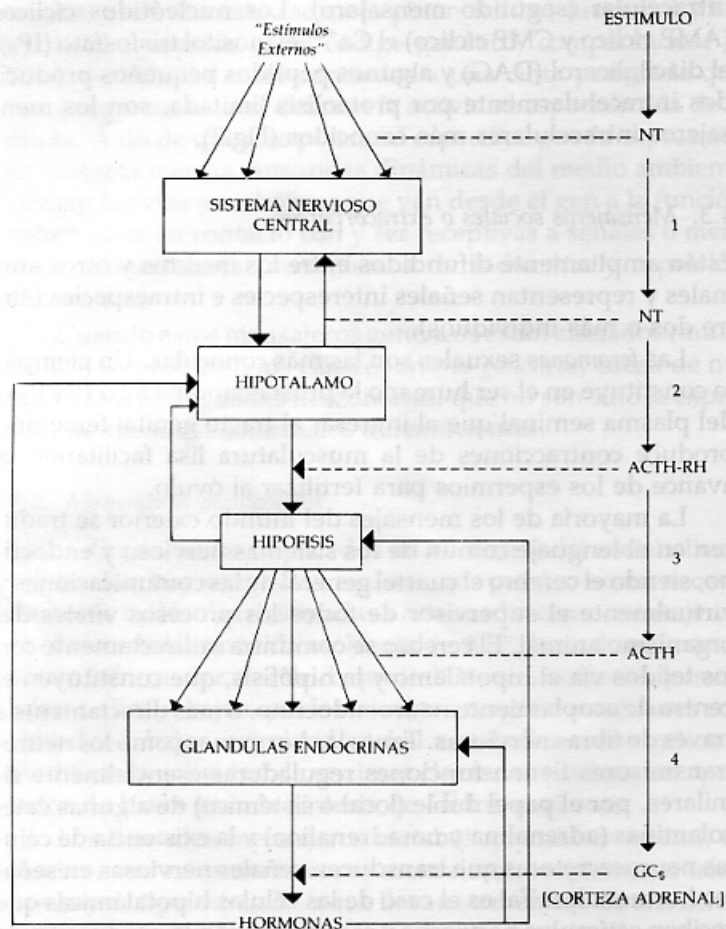 "Estímulos
Externos"
SISTEMA NERVIOSO
CENTRAL
HIPOTALAMO
HIPOFISIS
GLANDULAS ENDOCRINAS
HORMONAS
ESTIMULO
NT
1
NT
2
ACTH-RH
3
ACTH
4
GCs
(CORTEZA ADRENAL)